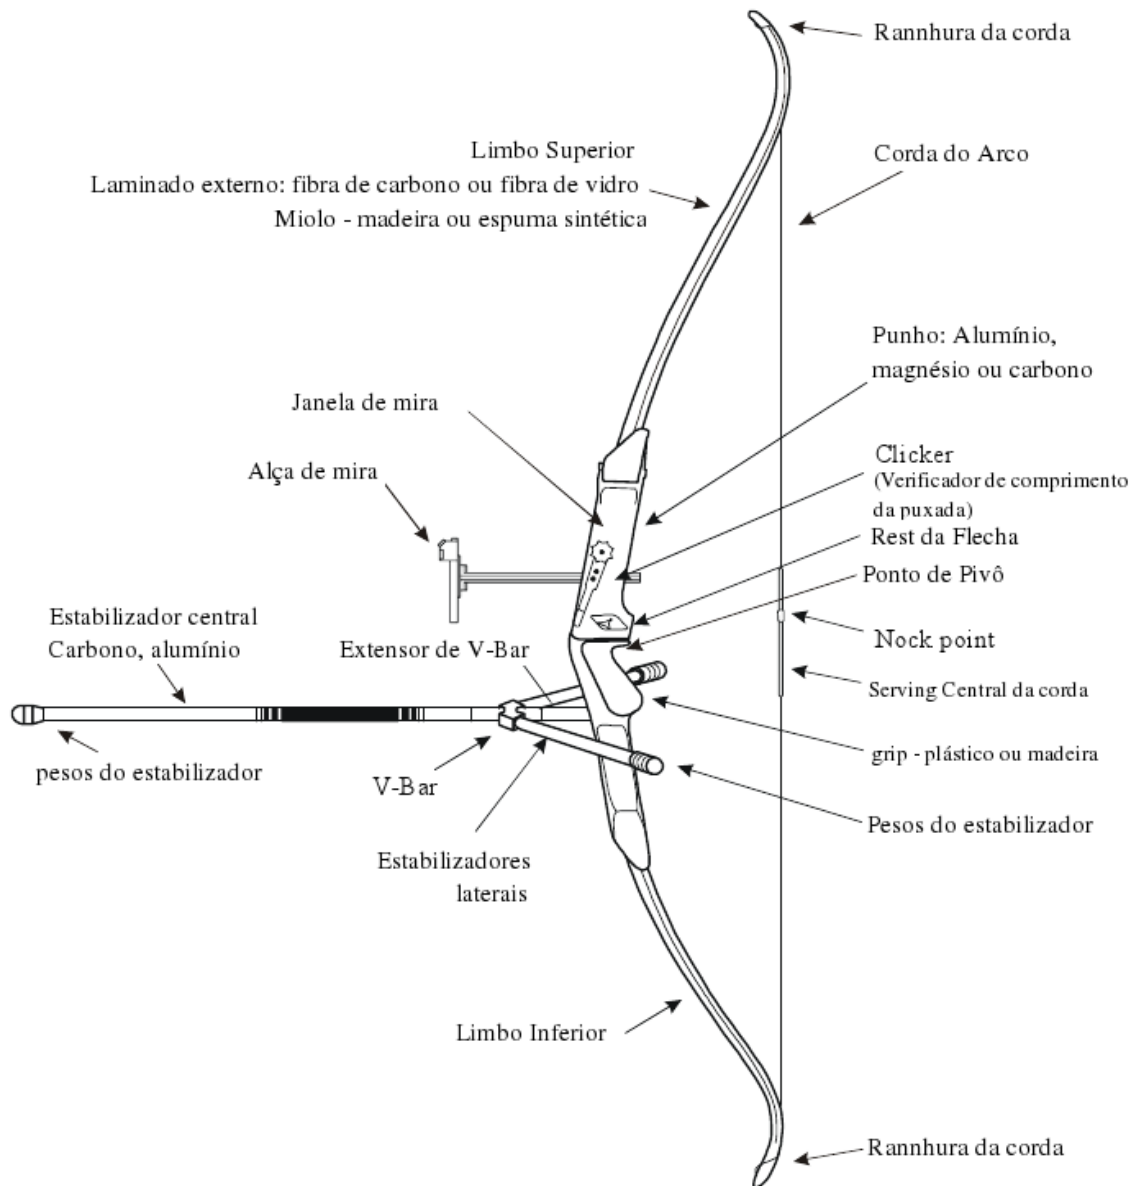 Rannhura da corda
Limbo Superior
Laminado externo: fibra de carbono ou fibra de vidro
Miolo - madeira ou espuma sintética
Corda do Arco
Punho: Alumínio,
magnésio ou carbono
Janela de mira
Alça de mira
Clicker
(Verificador de comprimento
da puxada)
Rest da Flecha
Ponto de Pivô
Estabilizador central
Carbono, alumínio
Extensor de V-Bar
Nock point
Serving Central da corda
grip - plástico ou madeira
pesos do estabilizador
V-Bar
Pesos do estabilizador
Estabilizadores
laterais
Limbo Inferior
Rannhura da corda